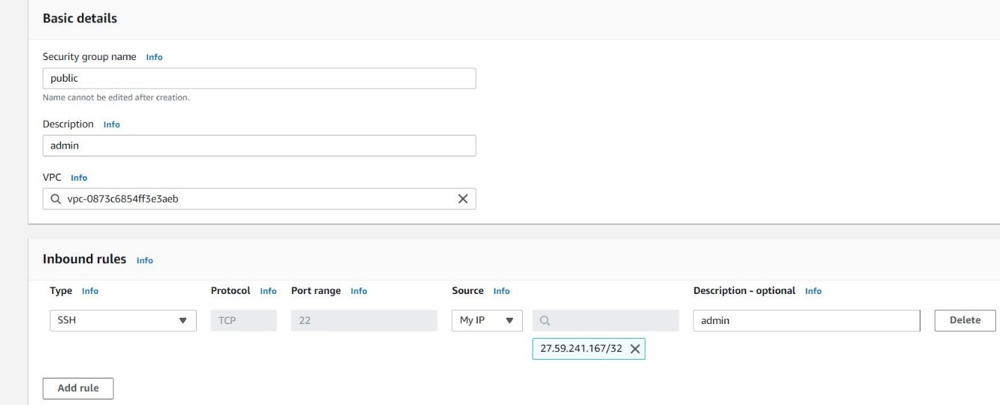 Basic details
Security group name Info
public
Name cannot be edited after creation.
Description Info
admin
VPC Info
vpc-0873c6854ff3e3aeb
Inbound rules Info
Type Info Protocol Info Port range Info Source Info Description - optional Info
SSH TCP 22 My IP admin Delete
27.59.241.167/32
Add rule